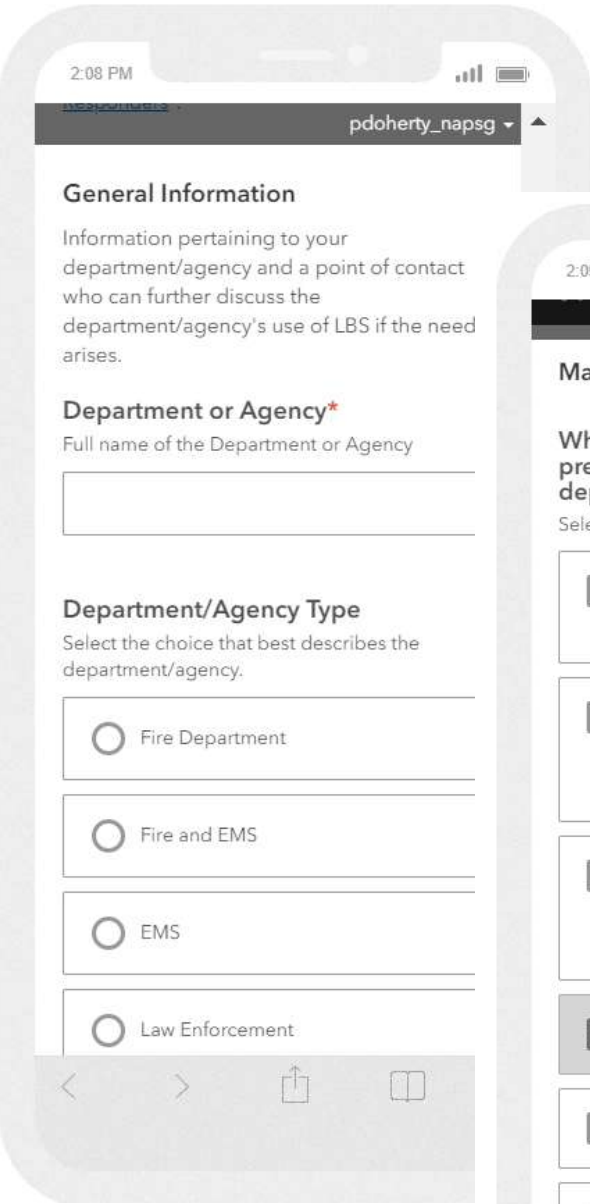 2:08 PM
Responders".
pdoherty_napsg
General Information
Information pertaining to your
department/agency and a point of contact
who can further discuss the
department/agency's use of LBS if the need
arises.
Department or Agency*
Full name of the Department or Agency
Department/Agency Type
Select the choice that best describes the
department/agency.
Fire Department
Fire and EMS
EMS
Law Enforcement